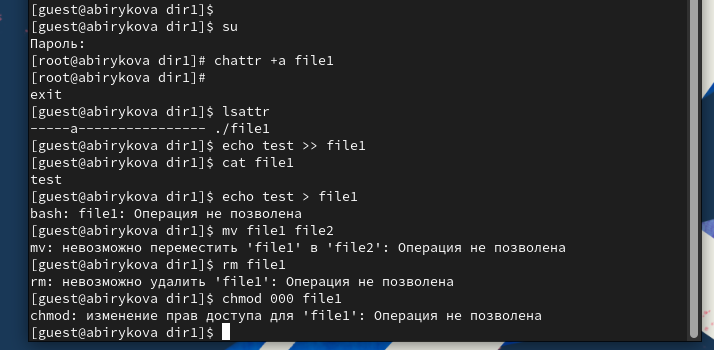 [guest@abirykova dir1]$
[guest@abirykova dir1]$ su
Пароль:
[root@abirykova dir1]# chattr +a file1
[root@abirykova dir1]#
exit
[guest@abirykova dir1]$ lsattr
-----a---------------- ./file1
[guest@abirykova dir1]$ echo test >> file1
[guest@abirykova dir1]$ cat file1
test
[guest@abirykova dir1]$ echo test > file1
bash: file1: Операция не позволена
[guest@abirykova dir1]$ mv file1 file2
mv: невозможно переместить 'file1' в 'file2': Операция не позволена
[guest@abirykova dir1]$ rm file1
rm: невозможно удалить 'file1': Операция не позволена
[guest@abirykova dir1]$ chmod 000 file1
chmod: изменение прав доступа для 'file1': Операция не позволена
[guest@abirykova dir1]$